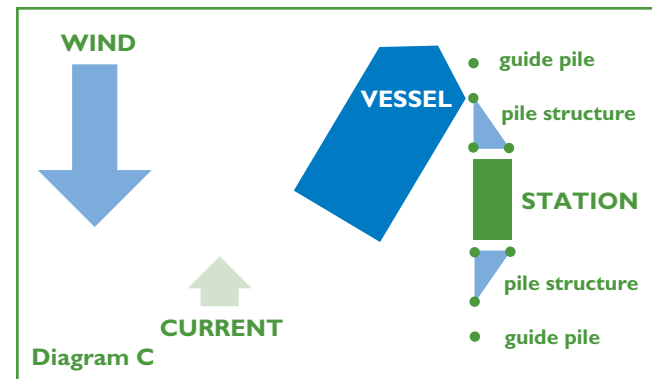 WIND
guide pile
VESSEL
pile structure
STATION
pile structure
CURRENT
guide pile
Diagram C